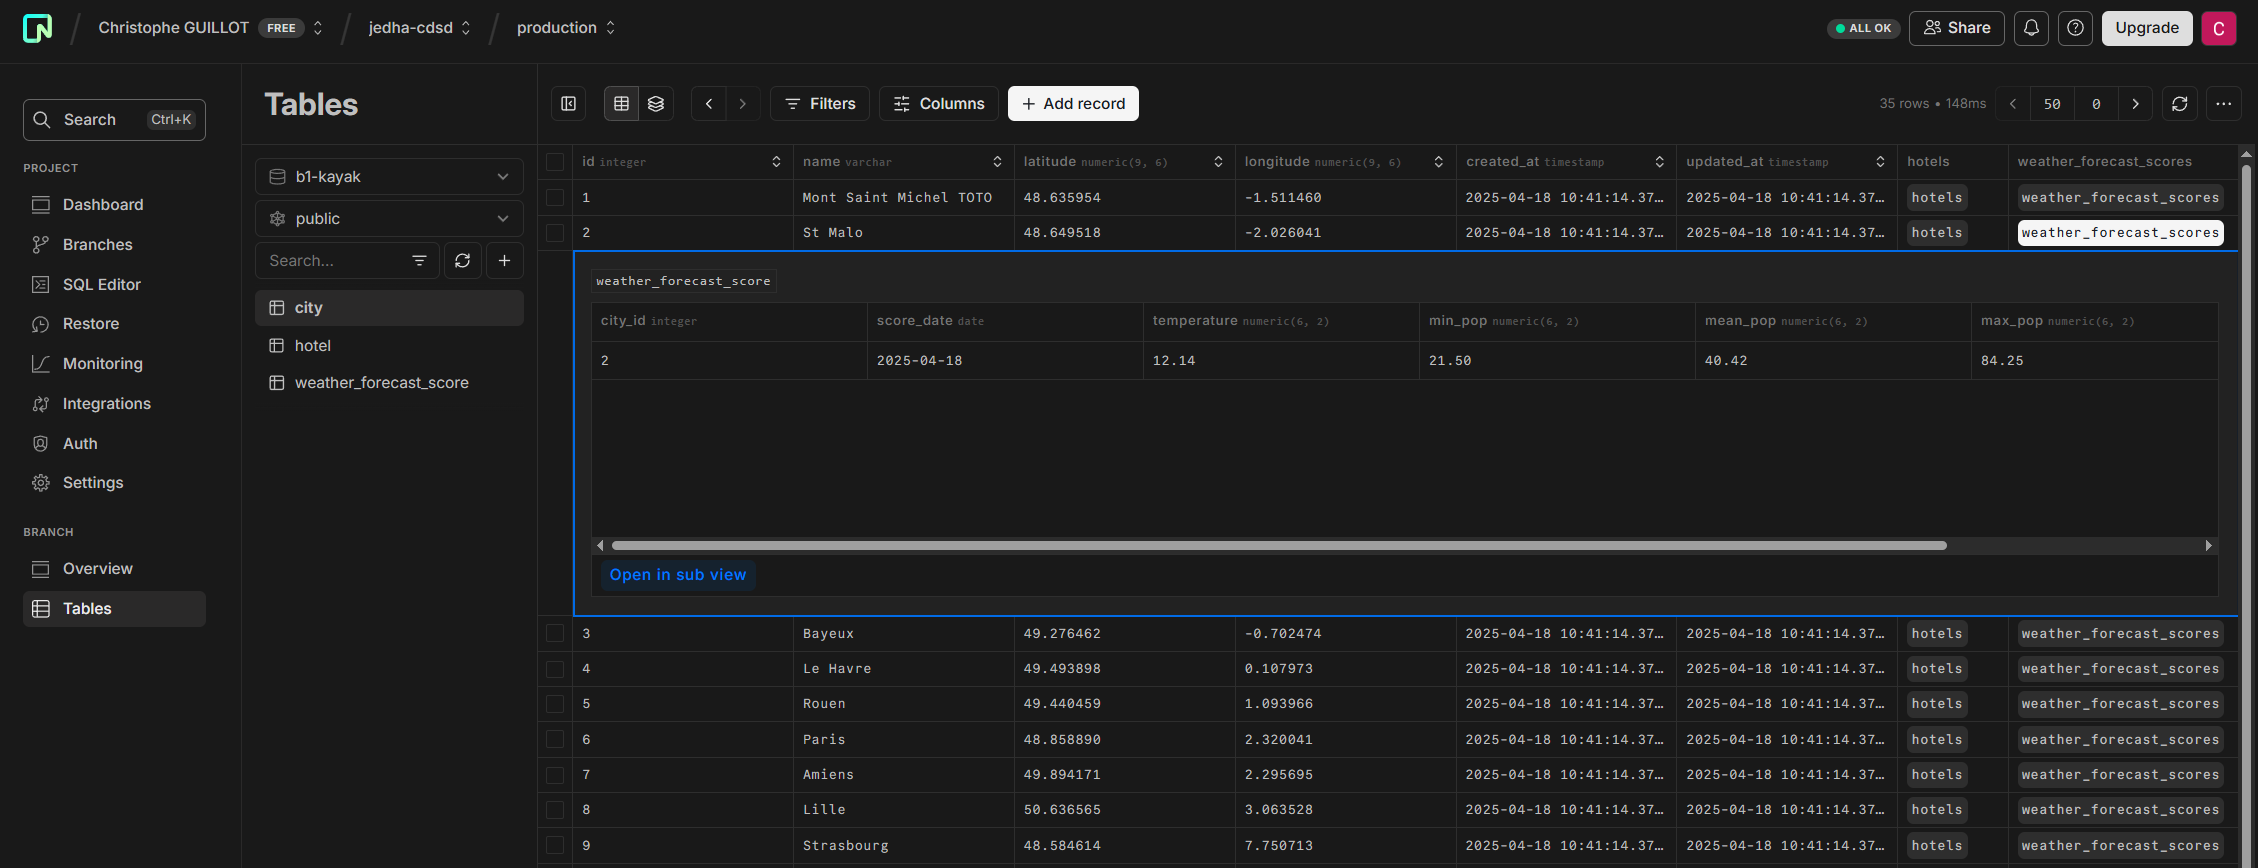 Christophe GUILLOT FREE / jedha-cdsd / production
ALL OK Share Upgrade C
Search Ctrl+K
PROJECT
Dashboard
Branches
SQL Editor
Restore
Monitoring
Integrations
Auth
Settings
BRANCH
Overview
Tables
Tables
b1-kayak
public
Search...
city
hotel
weather_forecast_score
Filters Columns + Add record 35 rows • 148ms 50 0
id integer name varchar latitude numeric(9, 6) longitude numeric(9, 6) created_at timestamp updated_at timestamp hotels weather_forecast_scores
1 Mont Saint Michel TOTO 48.635954 -1.511460 2025-04-18 10:41:14.37… 2025-04-18 10:41:14.37… hotels weather_forecast_scores
2 St Malo 48.649518 -2.026041 2025-04-18 10:41:14.37… 2025-04-18 10:41:14.37… hotels weather_forecast_scores
weather_forecast_score
city_id integer score_date date temperature numeric(6, 2) min_pop numeric(6, 2) mean_pop numeric(6, 2) max_pop numeric(6, 2)
2 2025-04-18 12.14 21.50 40.42 84.25
Open in sub view
3 Bayeux 49.276462 -0.702474 2025-04-18 10:41:14.37… 2025-04-18 10:41:14.37… hotels weather_forecast_scores
4 Le Havre 49.493898 0.107973 2025-04-18 10:41:14.37… 2025-04-18 10:41:14.37… hotels weather_forecast_scores
5 Rouen 49.440459 1.093966 2025-04-18 10:41:14.37… 2025-04-18 10:41:14.37… hotels weather_forecast_scores
6 Paris 48.858890 2.320041 2025-04-18 10:41:14.37… 2025-04-18 10:41:14.37… hotels weather_forecast_scores
7 Amiens 49.894171 2.295695 2025-04-18 10:41:14.37… 2025-04-18 10:41:14.37… hotels weather_forecast_scores
8 Lille 50.636565 3.063528 2025-04-18 10:41:14.37… 2025-04-18 10:41:14.37… hotels weather_forecast_scores
9 Strasbourg 48.584614 7.750713 2025-04-18 10:41:14.37… 2025-04-18 10:41:14.37… hotels weather_forecast_scores